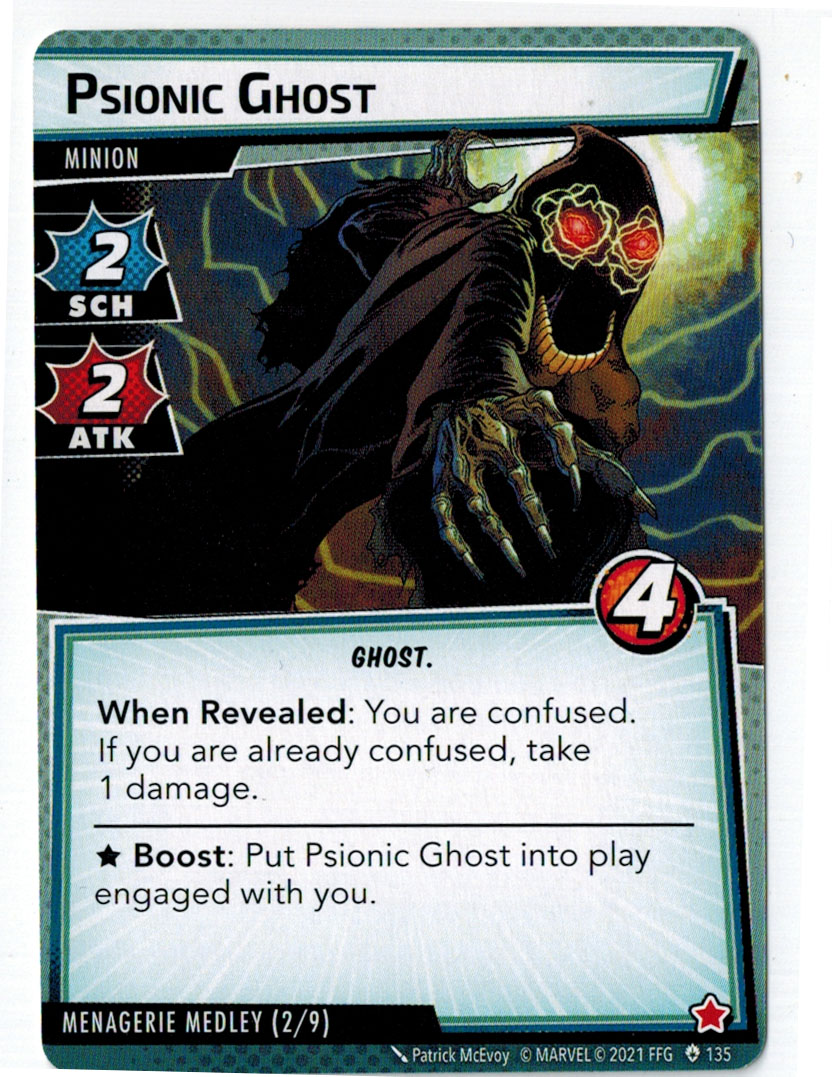 PSIONIC GHOST
MINION
2
SCH
2
ATK
4
GHOST.
When Revealed: You are confused.
If you are already confused, take
1 damage.
★ Boost: Put Psionic Ghost into play
engaged with you.
MENAGERIE MEDLEY (2/9)
Patrick McEvoy © MARVEL © 2021 FFG 135